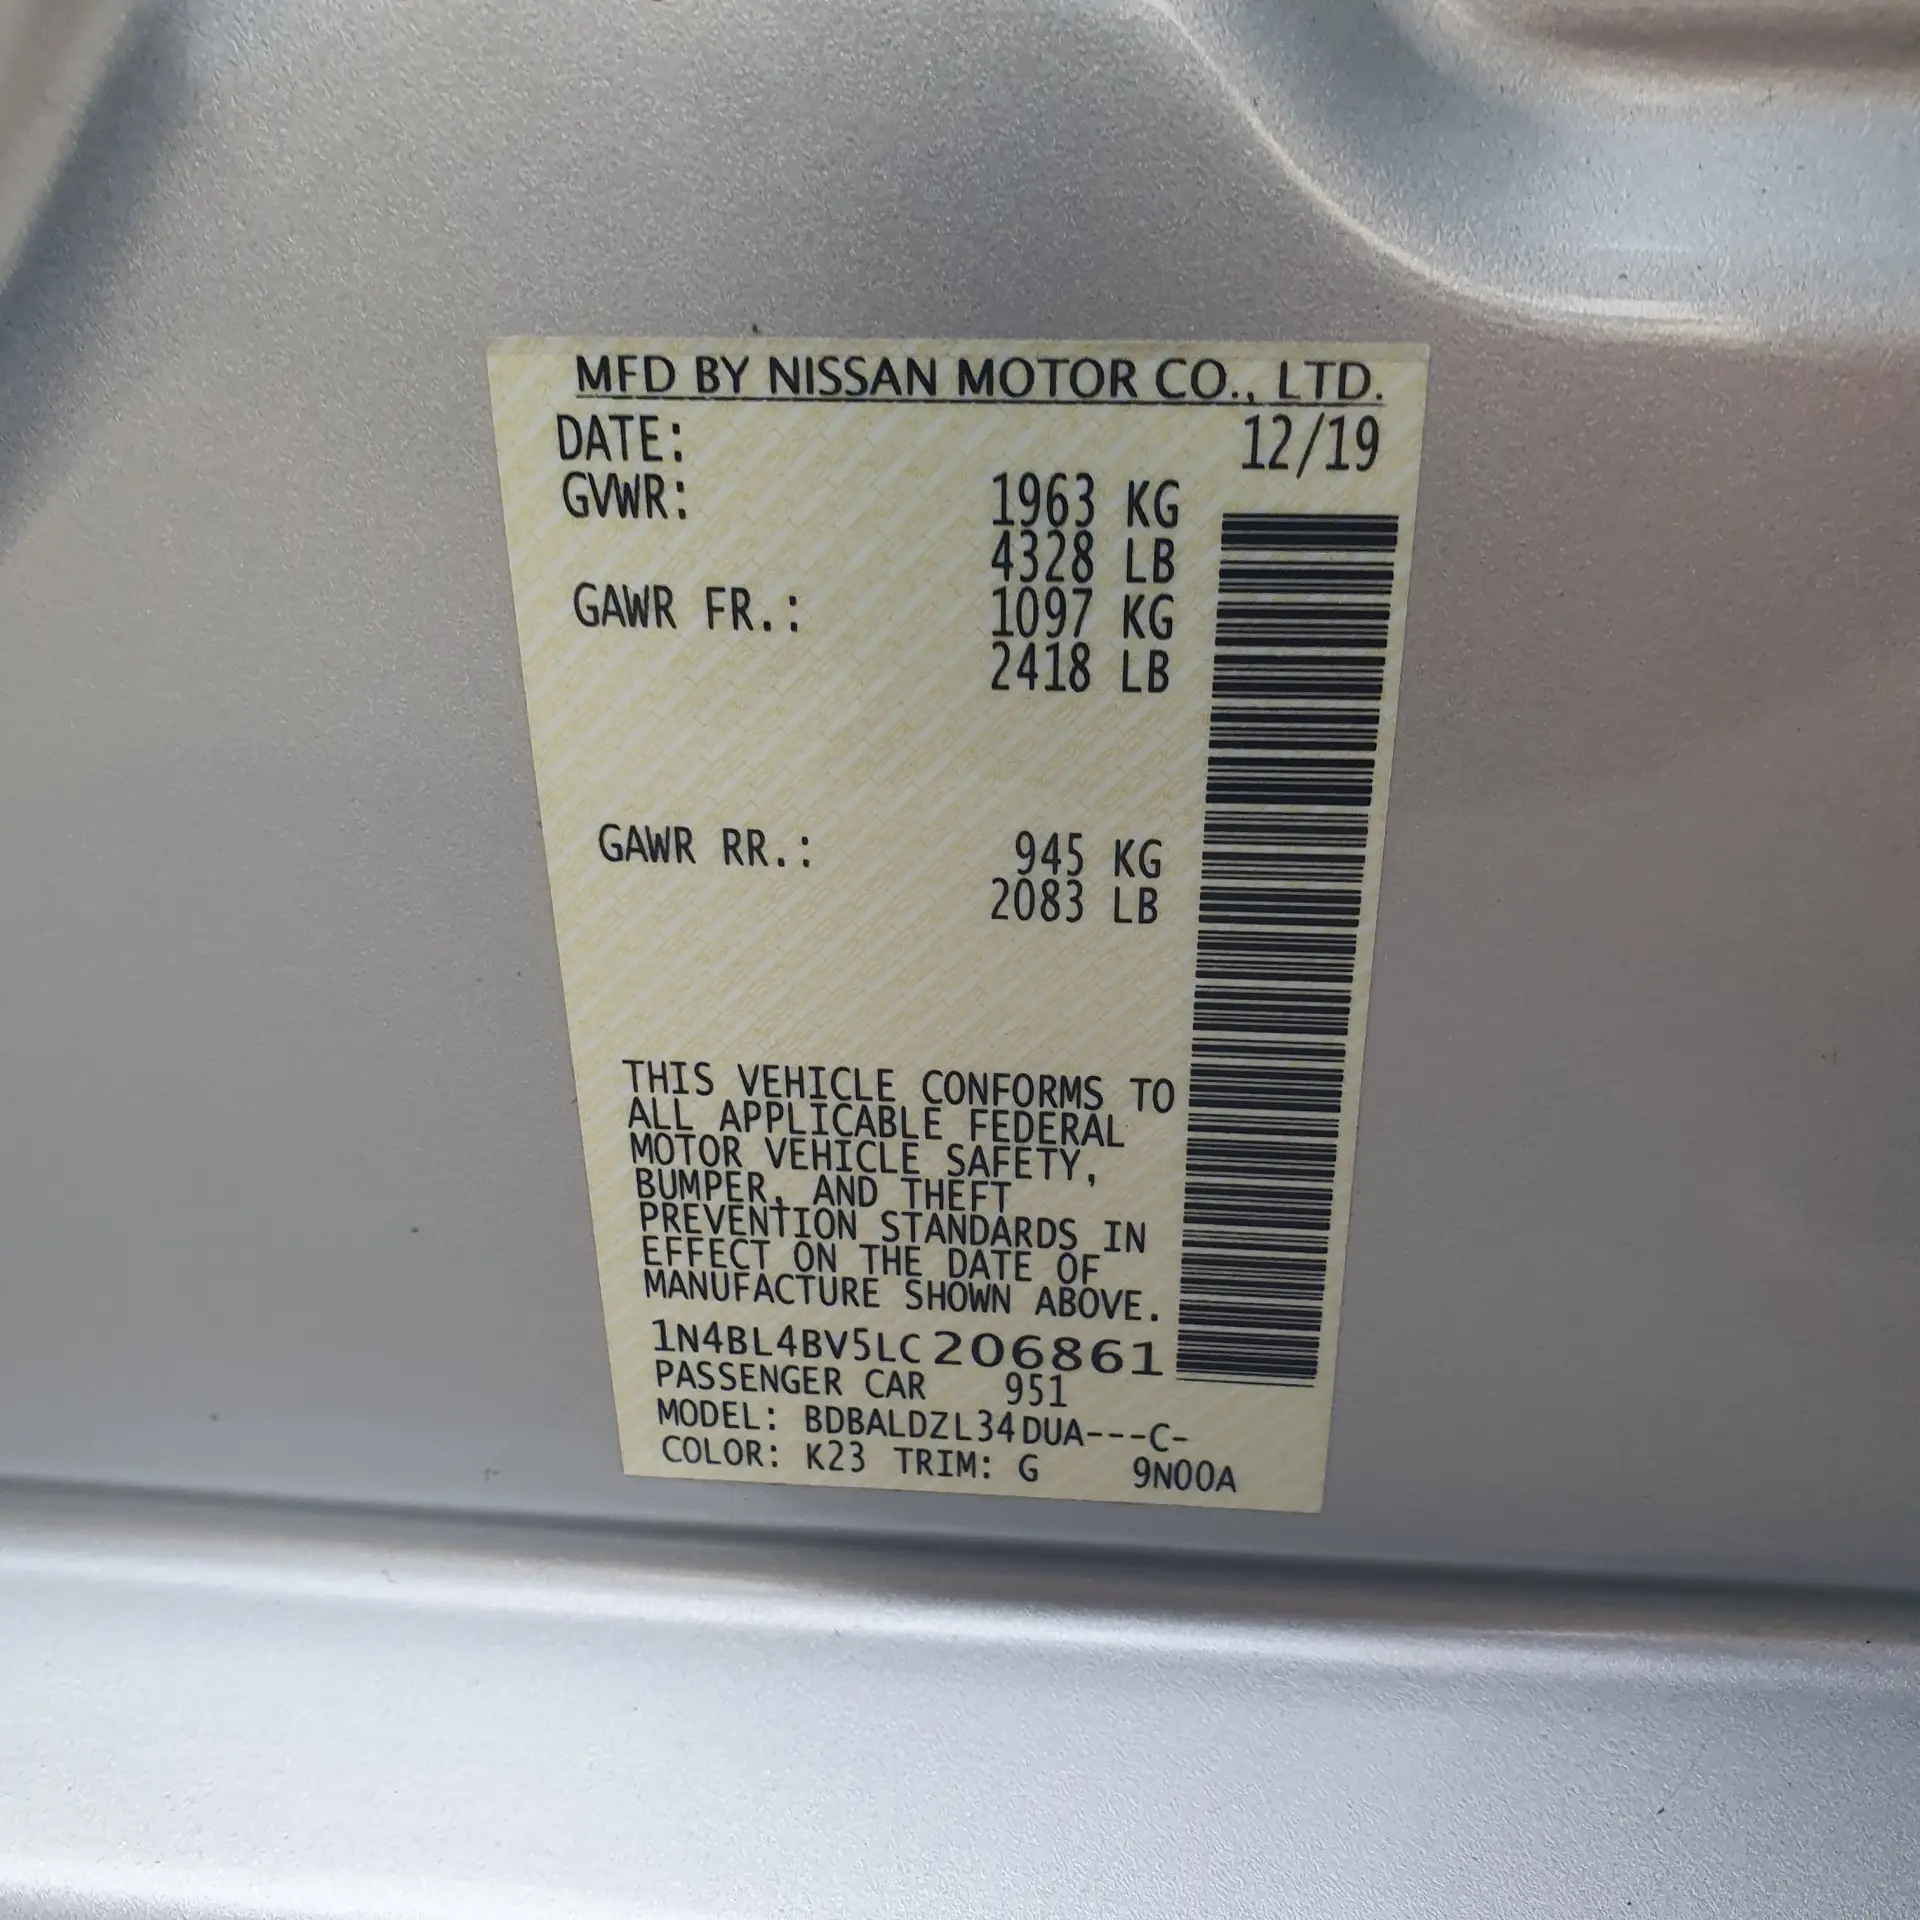 MFD BY NISSAN MOTOR CO., LTD.
DATE: 12/19
GVWR: 1963 KG
4328 LB
GAWR FR.: 1097 KG
2418 LB
GAWR RR.: 945 KG
2083 LB
THIS VEHICLE CONFORMS TO
ALL APPLICABLE FEDERAL
MOTOR VEHICLE SAFETY,
BUMPER, AND THEFT
PREVENTION STANDARDS IN
EFFECT ON THE DATE OF
MANUFACTURE SHOWN ABOVE.
1N4BL4BV5LC206861
PASSENGER CAR 951
MODEL: BDBALDZL34DUA---C-
COLOR: K23 TRIM: G 9N00A